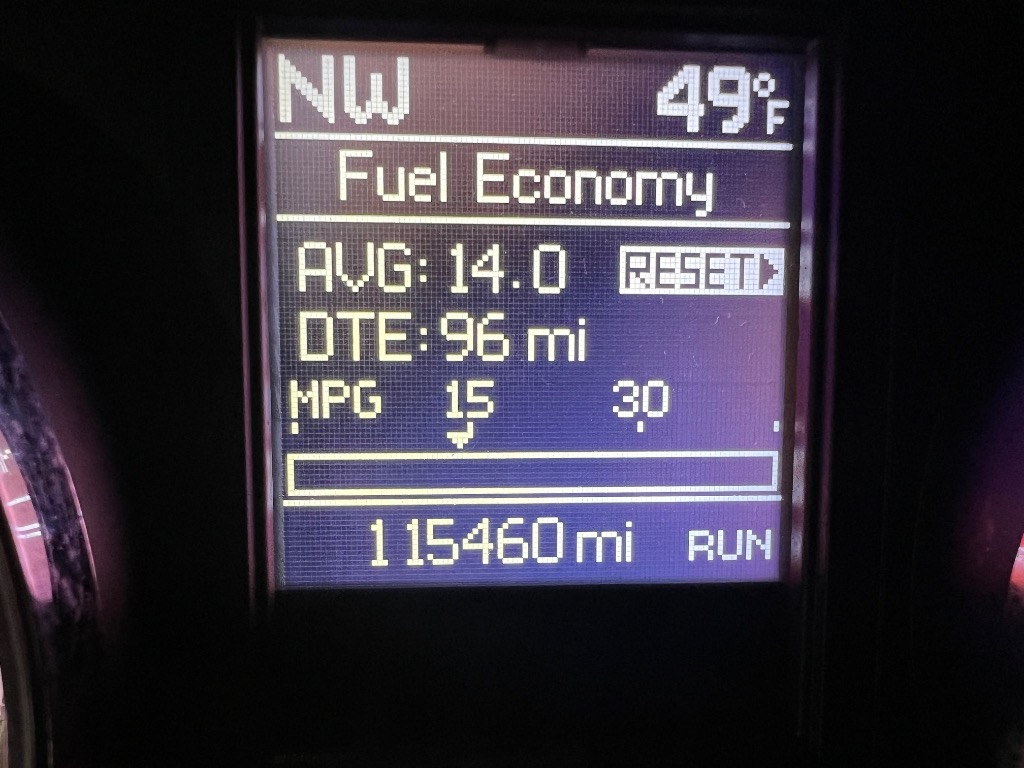 NW 49°F
Fuel Economy
AVG: 14.0 RESET
DTE: 96 mi
MPG 15 30
115460 mi RUN